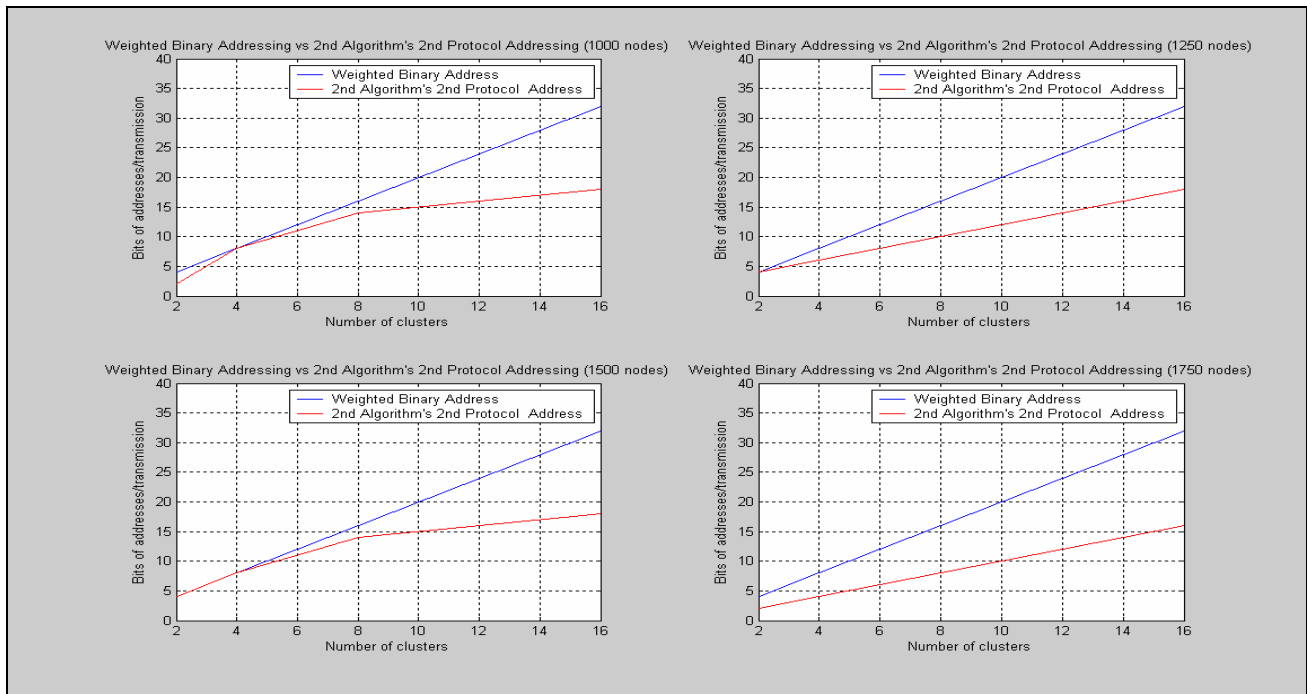 Weighted Binary Addressing vs 2nd Algorithm's 2nd Protocol Addressing (1000 nodes)
40
35
30
25
20
15
10
5
0
Bits of addresses/transmission
Weighted Binary Address
2nd Algorithm's 2nd Protocol Address
2 4 6 8 10 12 14 16
Number of clusters
Weighted Binary Addressing vs 2nd Algorithm's 2nd Protocol Addressing (1250 nodes)
40
35
30
25
20
15
10
5
0
Bits of addresses/transmission
Weighted Binary Address
2nd Algorithm's 2nd Protocol Address
2 4 6 8 10 12 14 16
Number of clusters
Weighted Binary Addressing vs 2nd Algorithm's 2nd Protocol Addressing (1500 nodes)
40
35
30
25
20
15
10
5
0
Bits of addresses/transmission
Weighted Binary Address
2nd Algorithm's 2nd Protocol Address
2 4 6 8 10 12 14 16
Number of clusters
Weighted Binary Addressing vs 2nd Algorithm's 2nd Protocol Addressing (1750 nodes)
40
35
30
25
20
15
10
5
0
Bits of addresses/transmission
Weighted Binary Address
2nd Algorithm's 2nd Protocol Address
2 4 6 8 10 12 14 16
Number of clusters